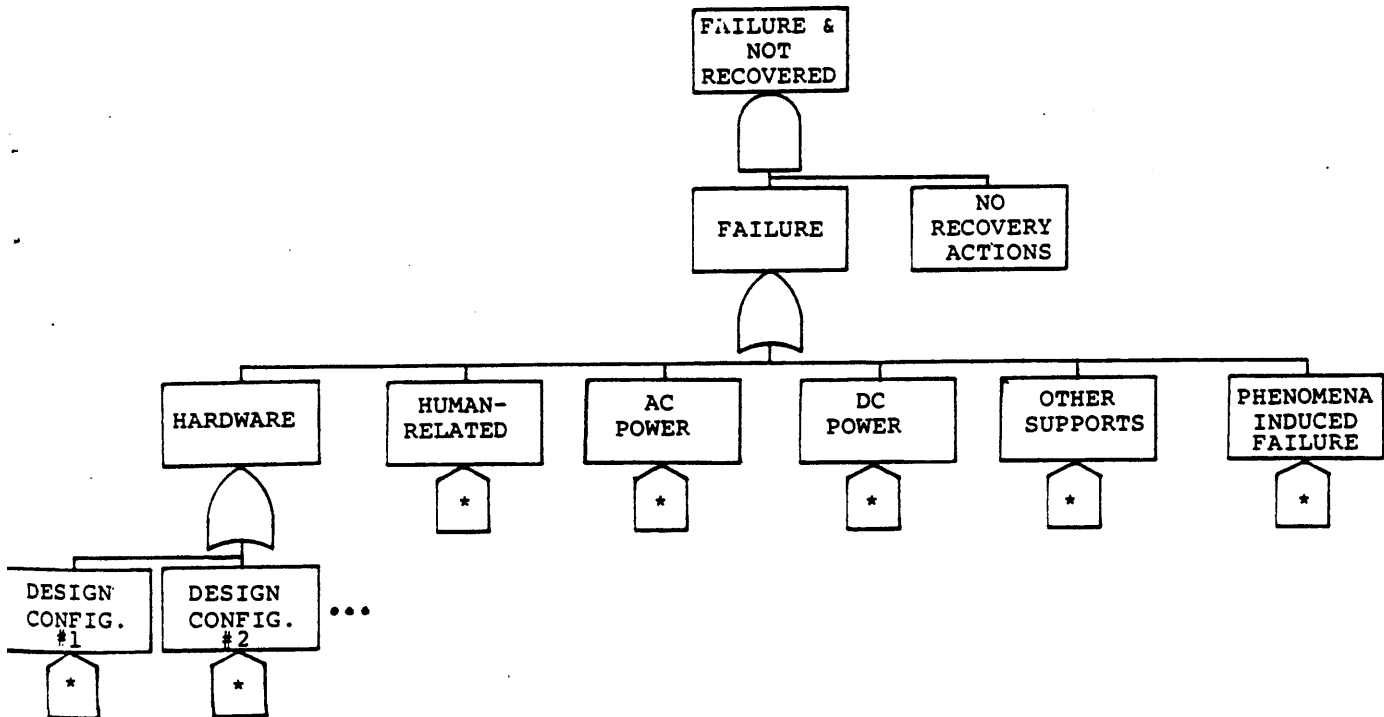 FAILURE &
NOT
RECOVERED
FAILURE
NO
RECOVERY
ACTIONS
HARDWARE
HUMAN-
RELATED
AC
POWER
DC
POWER
OTHER
SUPPORTS
PHENOMENA
INDUCED
FAILURE
*
*
*
*
*
DESIGN
CONFIG.
#1
DESIGN
CONFIG.
#2
•••
*
*